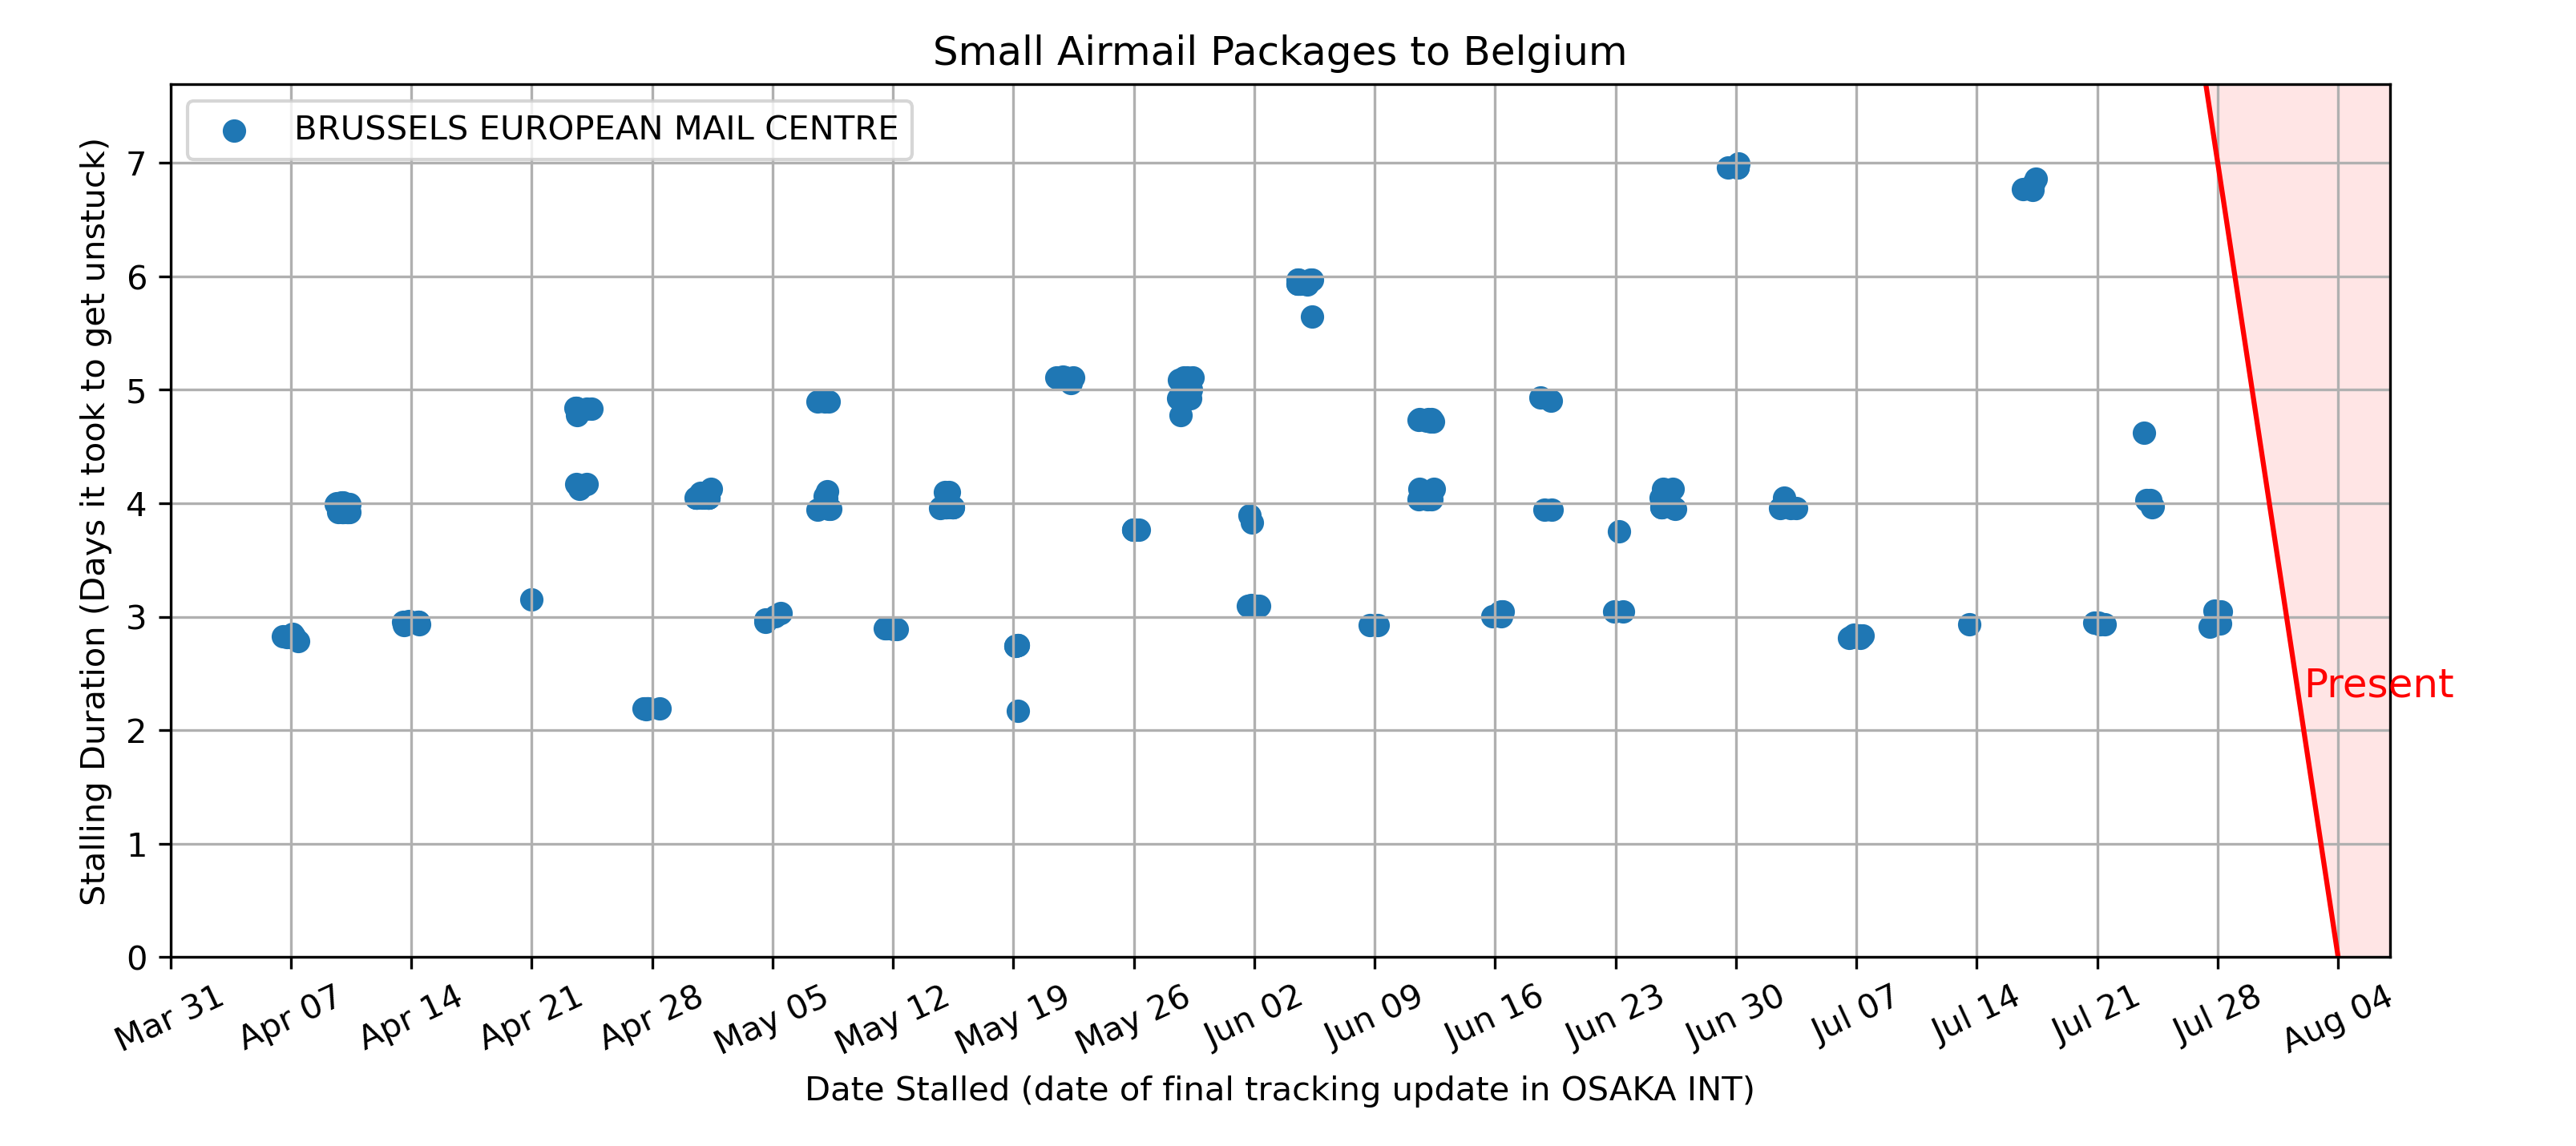 Small Airmail Packages to Belgium
BRUSSELS EUROPEAN MAIL CENTRE
Stalling Duration (Days it took to get unstuck)
7
6
5
4
3
2
1
0
Present
Mar 31
Apr 07
Apr 14
Apr 21
Apr 28
May 05
May 12
May 19
May 26
Jun 02
Jun 09
Jun 16
Jun 23
Jun 30
Jul 07
Jul 14
Jul 21
Jul 28
Aug 04
Date Stalled (date of final tracking update in OSAKA INT)